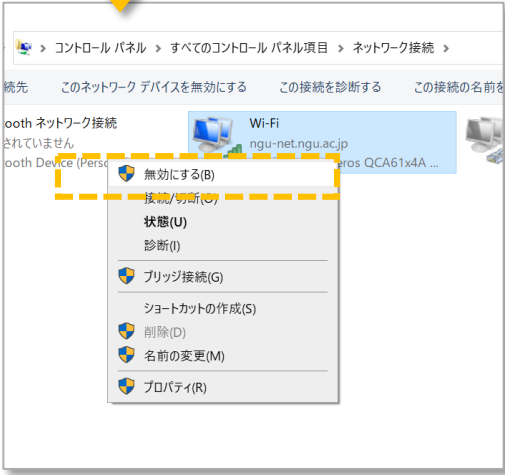 コントロール パネル › すべてのコントロール パネル項目 › ネットワーク接続 ›
続先 このネットワーク デバイスを無効にする この接続を診断する この接続の名前を
ooth ネットワーク接続
されていません
ooth Device (Perso
Wi-Fi
ngu-net.ngu.ac.jp
eros QCA61x4A ...
無効にする(B)
接続/切断(O)
状態(U)
診断(I)
ブリッジ接続(G)
ショートカットの作成(S)
削除(D)
名前の変更(M)
プロパティ(R)